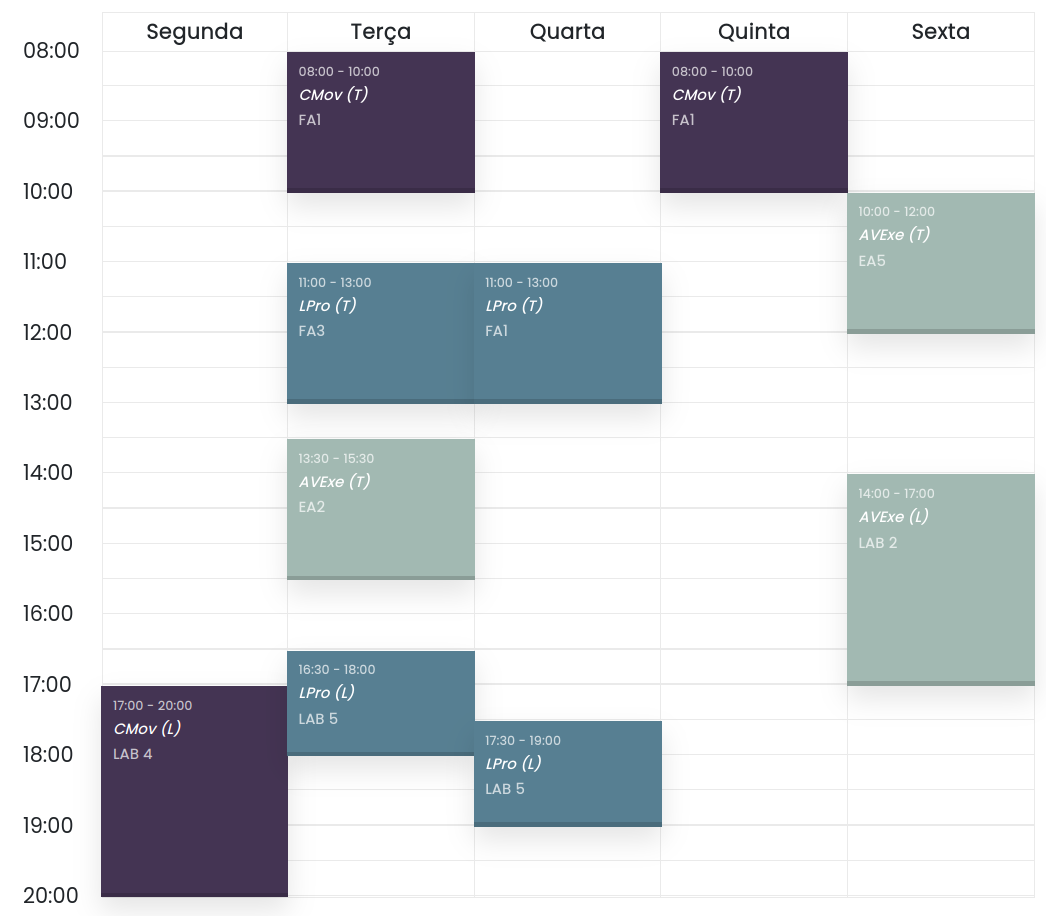 Segunda
Terça
Quarta
Quinta
Sexta
08:00
09:00
10:00
11:00
12:00
13:00
14:00
15:00
16:00
17:00
18:00
19:00
20:00
17:00 - 20:00
CMov (L)
LAB 4
08:00 - 10:00
CMov (T)
FA1
11:00 - 13:00
LPro (T)
FA3
13:30 - 15:30
AVExe (T)
EA2
16:30 - 18:00
LPro (L)
LAB 5
11:00 - 13:00
LPro (T)
FA1
17:30 - 19:00
LPro (L)
LAB 5
08:00 - 10:00
CMov (T)
FA1
10:00 - 12:00
AVExe (T)
EA5
14:00 - 17:00
AVExe (L)
LAB 2